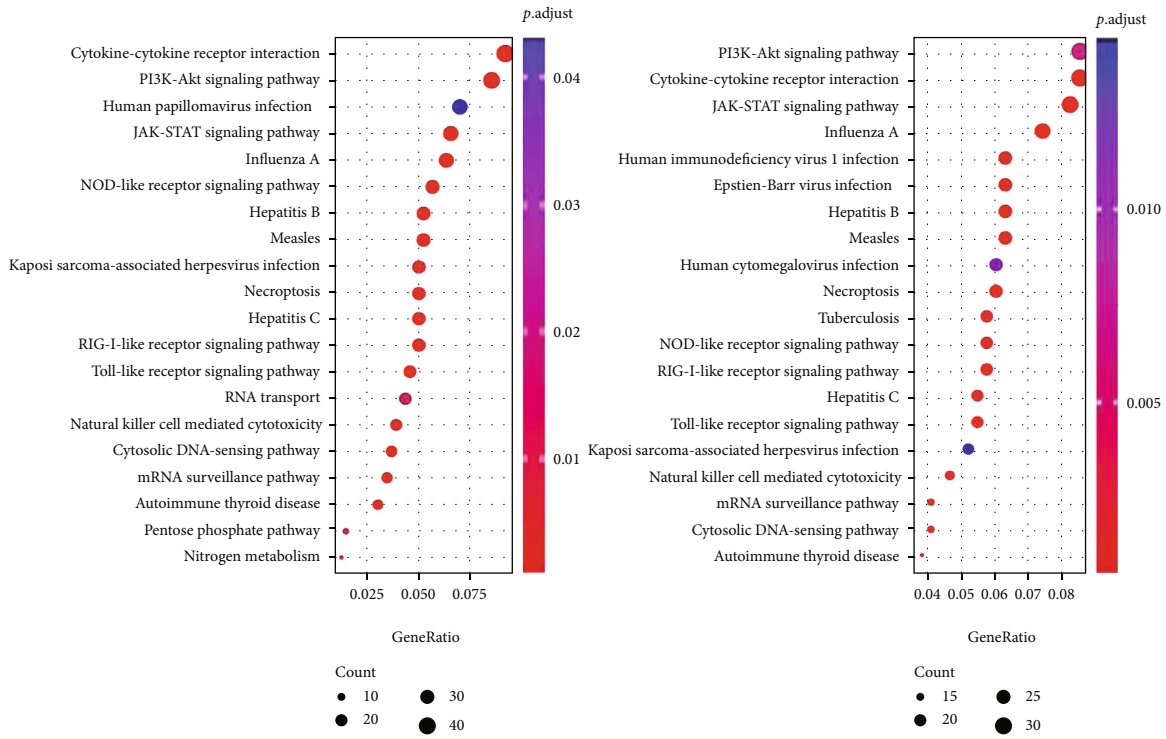 p.adjust
Cytokine-cytokine receptor interaction
PI3K-Akt signaling pathway
Human papillomavirus infection
JAK-STAT signaling pathway
Influenza A
NOD-like receptor signaling pathway
Hepatitis B
Measles
Kaposi sarcoma-associated herpesvirus infection
Necroptosis
Hepatitis C
RIG-I-like receptor signaling pathway
Toll-like receptor signaling pathway
RNA transport
Natural killer cell mediated cytotoxicity
Cytosolic DNA-sensing pathway
mRNA surveillance pathway
Autoimmune thyroid disease
Pentose phosphate pathway
Nitrogen metabolism
0.04
0.03
0.02
0.01
0.025 0.050 0.075
GeneRatio
Count
10 30
20 40
p.adjust
PI3K-Akt signaling pathway
Cytokine-cytokine receptor interaction
JAK-STAT signaling pathway
Influenza A
Human immunodeficiency virus 1 infection
Epstien-Barr virus infection
Hepatitis B
Measles
Human cytomegalovirus infection
Necroptosis
Tuberculosis
NOD-like receptor signaling pathway
RIG-I-like receptor signaling pathway
Hepatitis C
Toll-like receptor signaling pathway
Kaposi sarcoma-associated herpesvirus infection
Natural killer cell mediated cytotoxicity
mRNA surveillance pathway
Cytosolic DNA-sensing pathway
Autoimmune thyroid disease
0.010
0.005
0.04 0.05 0.06 0.07 0.08
GeneRatio
Count
15 25
20 30